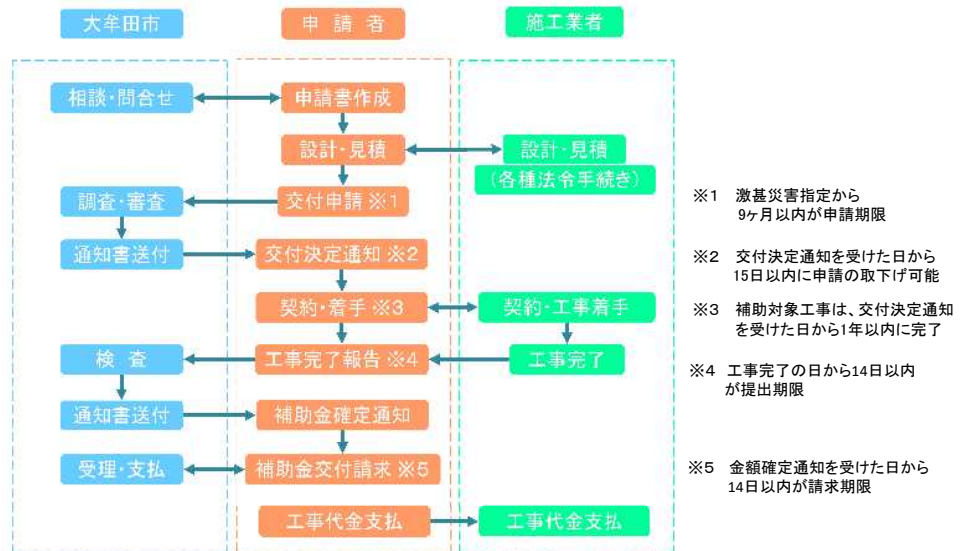 大牟田市 申 請 者 施工業者
相談・問合せ 申請書作成
設計・見積 設計・見積
(各種法令手続き)
調査・審査 交付申請 ※1
通知書送付 交付決定通知 ※2
契約・着手 ※3 契約・工事着手
検 査 工事完了報告 ※4 工事完了
通知書送付 補助金確定通知
受理・支払 補助金交付請求 ※5
工事代金支払 工事代金支払
※1 激甚災害指定から
9ヶ月以内が申請期限
※2 交付決定通知を受けた日から
15日以内に申請の取下げ可能
※3 補助対象工事は、交付決定通知
を受けた日から1年以内に完了
※4 工事完了の日から14日以内
が提出期限
※5 金額確定通知を受けた日から
14日以内が請求期限